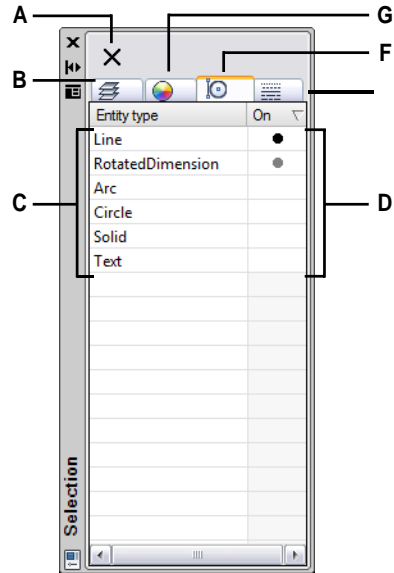 A
G
F
B
Entity type On
Line
RotatedDimension
Arc
Circle
Solid
Text
C
D
Selection